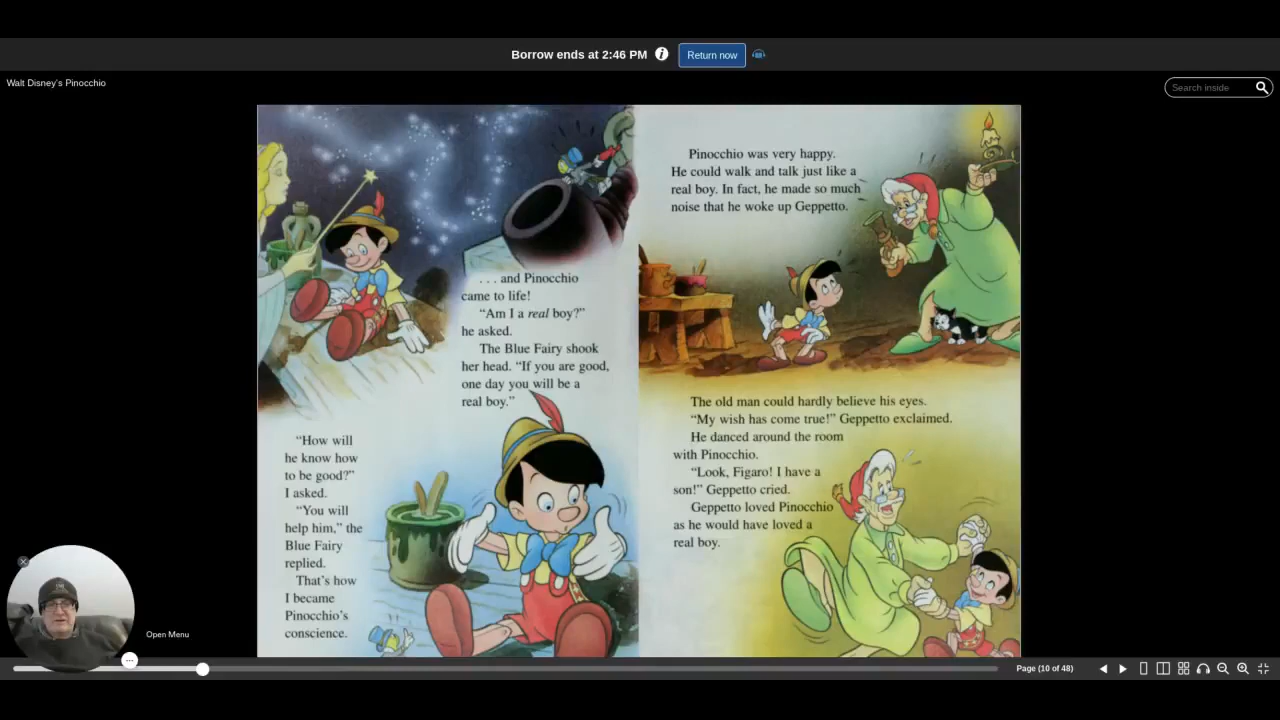 Borrow ends at 2:46 PM i Return now
Walt Disney's Pinocchio
Search inside
. . . and Pinocchio
came to life!
“Am I a real boy?”
he asked.
The Blue Fairy shook
her head. “If you are good,
one day you will be a
real boy.”
“How will
he know how
to be good?”
I asked.
“You will
help him,” the
Blue Fairy
replied.
That’s how
I became
Pinocchio’s
conscience.
Pinocchio was very happy.
He could walk and talk just like a
real boy. In fact, he made so much
noise that he woke up Geppetto.
The old man could hardly believe his eyes.
“My wish has come true!” Geppetto exclaimed.
He danced around the room
with Pinocchio.
“Look, Figaro! I have a
son!” Geppetto cried.
Geppetto loved Pinocchio
as he would have loved a
real boy.
Open Menu
Page (10 of 48)